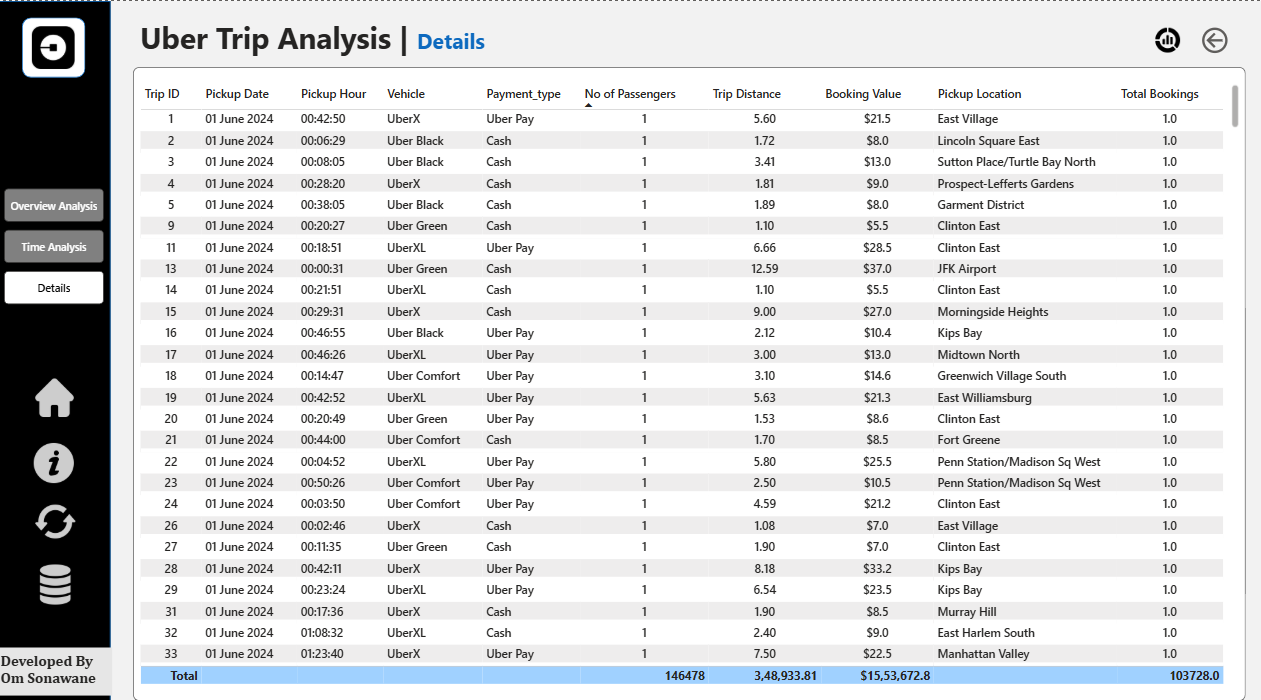 Uber Trip Analysis | Details
Overview Analysis
Time Analysis
Details
Developed By
Om Sonawane
Trip ID Pickup Date Pickup Hour Vehicle Payment_type No of Passengers Trip Distance Booking Value Pickup Location Total Bookings
1 01 June 2024 00:42:50 UberX Uber Pay 1 5.60 $21.5 East Village 1.0
2 01 June 2024 00:06:29 Uber Black Cash 1 1.72 $8.0 Lincoln Square East 1.0
3 01 June 2024 00:08:05 Uber Black Cash 1 3.41 $13.0 Sutton Place/Turtle Bay North 1.0
4 01 June 2024 00:28:20 UberX Cash 1 1.81 $9.0 Prospect-Lefferts Gardens 1.0
5 01 June 2024 00:38:05 Uber Black Cash 1 1.89 $8.0 Garment District 1.0
9 01 June 2024 00:20:27 Uber Green Cash 1 1.10 $5.5 Clinton East 1.0
11 01 June 2024 00:18:51 UberXL Uber Pay 1 6.66 $28.5 Clinton East 1.0
13 01 June 2024 00:00:31 Uber Green Cash 1 12.59 $37.0 JFK Airport 1.0
14 01 June 2024 00:21:51 UberXL Cash 1 1.10 $5.5 Clinton East 1.0
15 01 June 2024 00:29:31 UberX Cash 1 9.00 $27.0 Morningside Heights 1.0
16 01 June 2024 00:46:55 Uber Black Uber Pay 1 2.12 $10.4 Kips Bay 1.0
17 01 June 2024 00:46:26 UberXL Uber Pay 1 3.00 $13.0 Midtown North 1.0
18 01 June 2024 00:14:47 Uber Comfort Uber Pay 1 3.10 $14.6 Greenwich Village South 1.0
19 01 June 2024 00:42:52 UberXL Uber Pay 1 5.63 $21.3 East Williamsburg 1.0
20 01 June 2024 00:20:49 Uber Green Uber Pay 1 1.53 $8.6 Clinton East 1.0
21 01 June 2024 00:44:00 Uber Comfort Cash 1 1.70 $8.5 Fort Greene 1.0
22 01 June 2024 00:04:52 UberXL Uber Pay 1 5.80 $25.5 Penn Station/Madison Sq West 1.0
23 01 June 2024 00:50:26 Uber Comfort Uber Pay 1 2.50 $10.5 Penn Station/Madison Sq West 1.0
24 01 June 2024 00:03:50 Uber Comfort Uber Pay 1 4.59 $21.2 Clinton East 1.0
26 01 June 2024 00:02:46 UberX Cash 1 1.08 $7.0 East Village 1.0
27 01 June 2024 00:11:35 Uber Green Cash 1 1.90 $7.0 Clinton East 1.0
28 01 June 2024 00:42:11 UberX Uber Pay 1 8.18 $33.2 Kips Bay 1.0
29 01 June 2024 00:23:24 UberXL Uber Pay 1 6.54 $23.5 Kips Bay 1.0
31 01 June 2024 00:17:36 UberX Cash 1 1.90 $8.5 Murray Hill 1.0
32 01 June 2024 01:08:32 UberXL Cash 1 2.40 $9.0 East Harlem South 1.0
33 01 June 2024 01:23:40 UberX Uber Pay 1 7.50 $22.5 Manhattan Valley 1.0
Total 146478 3,48,933.81 $15,53,672.8 103728.0